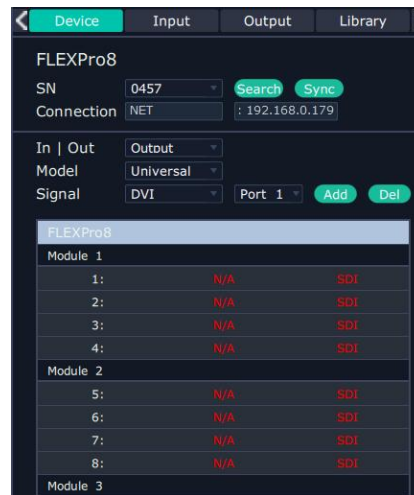 Device Input Output Library
FLEXPro8
SN 0457 Search Sync
Connection NET : 192.168.0.179
In | Out Output
Model Universal
Signal DVI Port 1 Add Del
FLEXPro8
Module 1
1: N/A SDI
2: N/A SDI
3: N/A SDI
4: N/A SDI
Module 2
5: N/A SDI
6: N/A SDI
7: N/A SDI
8: N/A SDI
Module 3